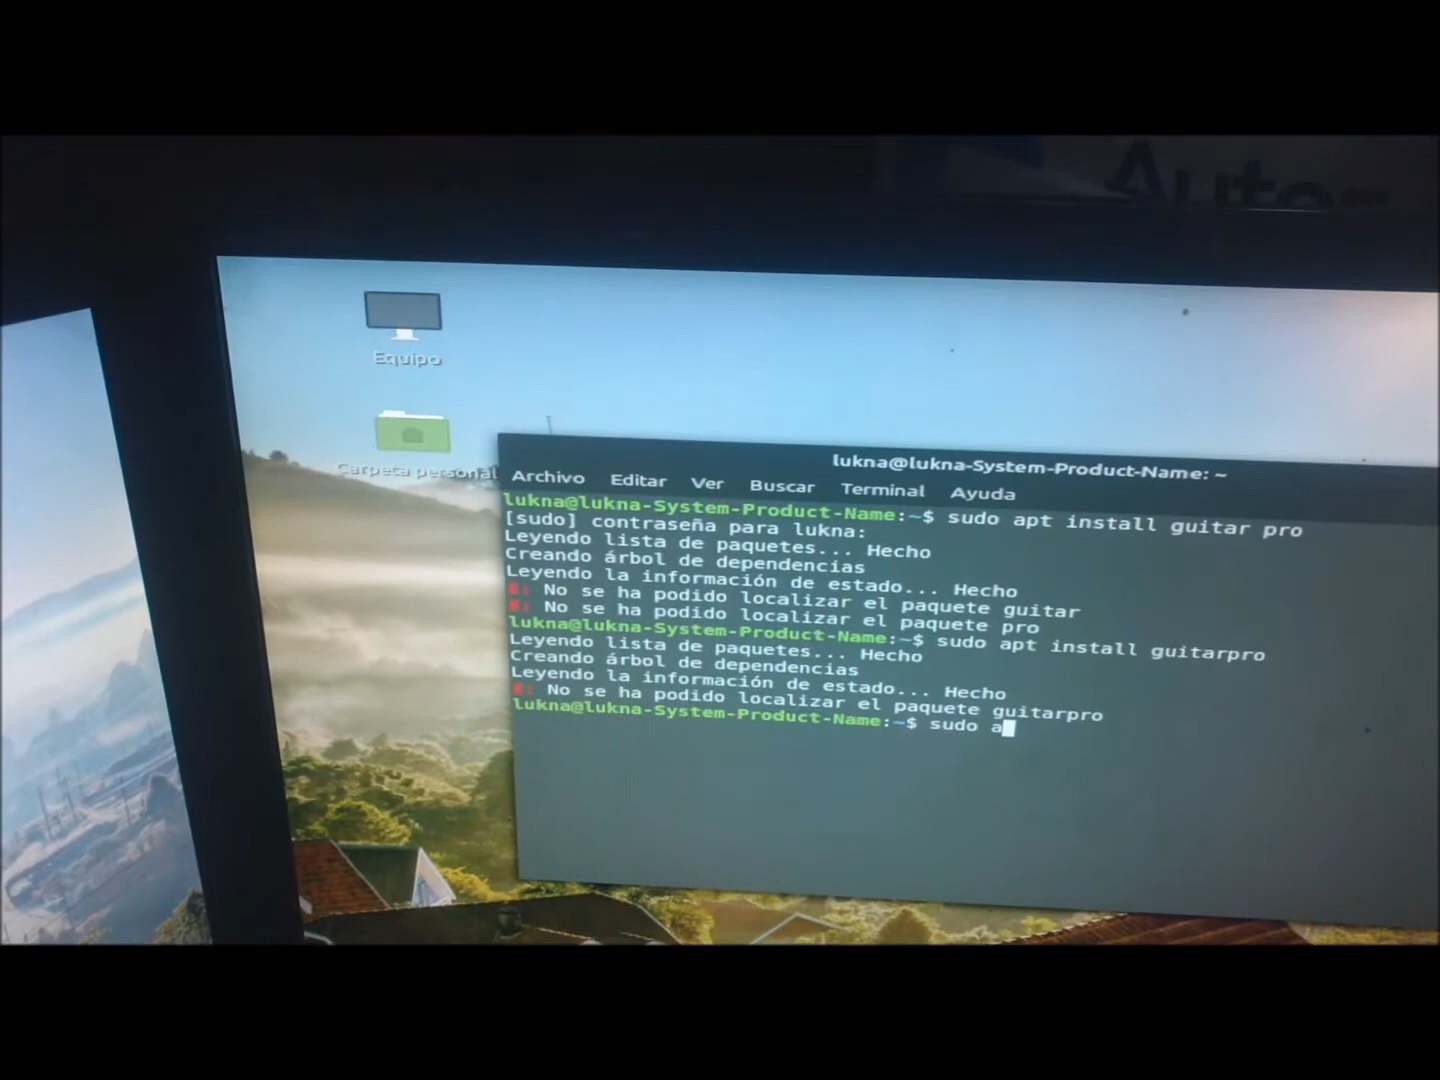 Autor
Equipo
Carpeta personal
lukna@lukna-System-Product-Name: ~
Archivo Editar Ver Buscar Terminal Ayuda
lukna@lukna-System-Product-Name:~$ sudo apt install guitar pro
[sudo] contraseña para lukna:
Leyendo lista de paquetes... Hecho
Creando árbol de dependencias
Leyendo la información de estado... Hecho
E: No se ha podido localizar el paquete guitar
E: No se ha podido localizar el paquete pro
lukna@lukna-System-Product-Name:~$ sudo apt install guitarpro
Leyendo lista de paquetes... Hecho
Creando árbol de dependencias
Leyendo la información de estado... Hecho
E: No se ha podido localizar el paquete guitarpro
lukna@lukna-System-Product-Name:~$ sudo a